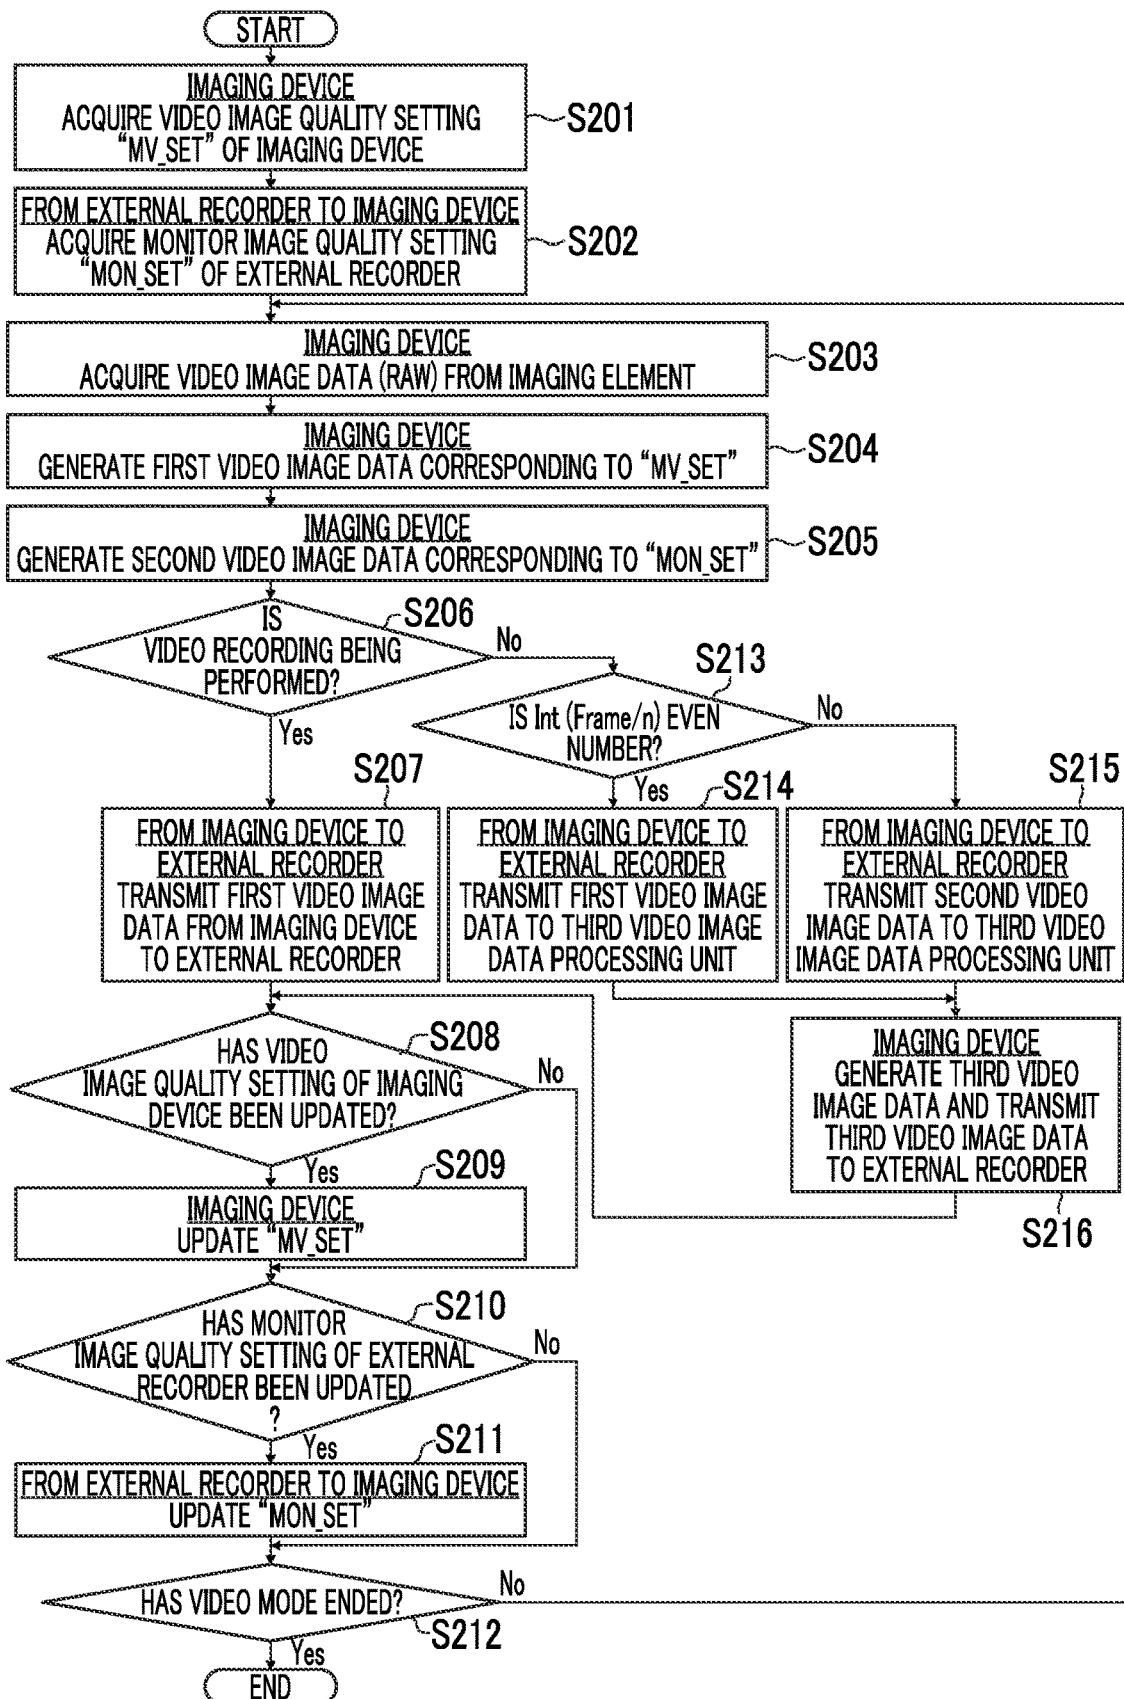 START
IMAGING DEVICE
ACQUIRE VIDEO IMAGE QUALITY SETTING
“MV_SET” OF IMAGING DEVICE
S201
FROM EXTERNAL RECORDER TO IMAGING DEVICE
ACQUIRE MONITOR IMAGE QUALITY SETTING
“MON_SET” OF EXTERNAL RECORDER
S202
IMAGING DEVICE
ACQUIRE VIDEO IMAGE DATA (RAW) FROM IMAGING ELEMENT
S203
IMAGING DEVICE
GENERATE FIRST VIDEO IMAGE DATA CORRESPONDING TO “MV_SET”
S204
IMAGING DEVICE
GENERATE SECOND VIDEO IMAGE DATA CORRESPONDING TO “MON_SET”
S205
IS
VIDEO RECORDING BEING
PERFORMED?
S206
No
Yes
IS Int (Frame/n) EVEN
NUMBER?
S213
No
Yes
S207
FROM IMAGING DEVICE TO
EXTERNAL RECORDER
TRANSMIT FIRST VIDEO IMAGE
DATA FROM IMAGING DEVICE
TO EXTERNAL RECORDER
S214
FROM IMAGING DEVICE TO
EXTERNAL RECORDER
TRANSMIT FIRST VIDEO IMAGE
DATA TO THIRD VIDEO IMAGE
DATA PROCESSING UNIT
S215
FROM IMAGING DEVICE TO
EXTERNAL RECORDER
TRANSMIT SECOND VIDEO
IMAGE DATA TO THIRD VIDEO
IMAGE DATA PROCESSING UNIT
IMAGING DEVICE
GENERATE THIRD VIDEO
IMAGE DATA AND TRANSMIT
THIRD VIDEO IMAGE DATA
TO EXTERNAL RECORDER
S216
HAS VIDEO
IMAGE QUALITY SETTING OF IMAGING
DEVICE BEEN UPDATED?
S208
No
Yes
S209
IMAGING DEVICE
UPDATE “MV_SET”
HAS MONITOR
IMAGE QUALITY SETTING OF EXTERNAL
RECORDER BEEN UPDATED
?
S210
No
Yes
S211
FROM EXTERNAL RECORDER TO IMAGING DEVICE
UPDATE “MON_SET”
HAS VIDEO MODE ENDED?
No
S212
Yes
END